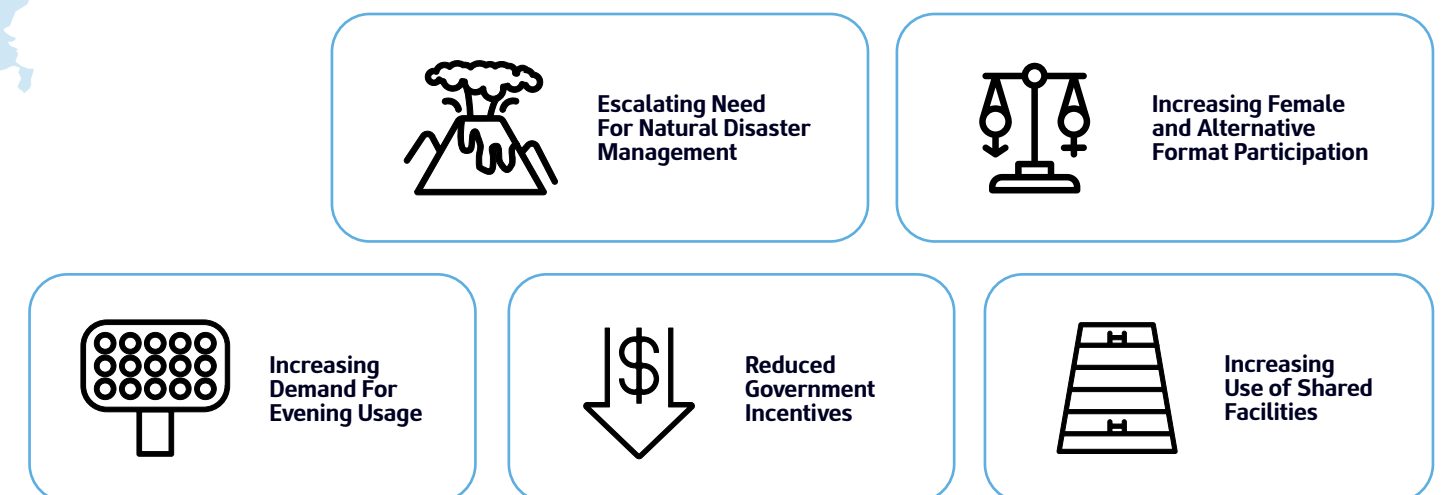 Escalating Need
For Natural Disaster
Management
Increasing Female
and Alternative
Format Participation
Increasing
Demand For
Evening Usage
$
Reduced
Government
Incentives
Increasing
Use of Shared
Facilities